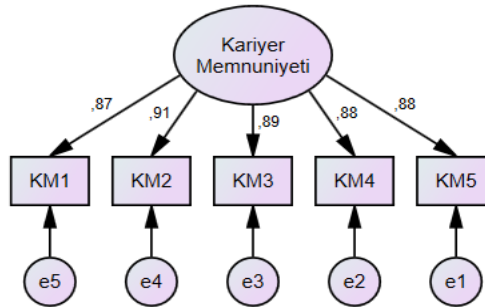 Kariyer
Memnuniyeti
,87
,91
,89
,88
,88
KM1
KM2
KM3
KM4
KM5
e5
e4
e3
e2
e1